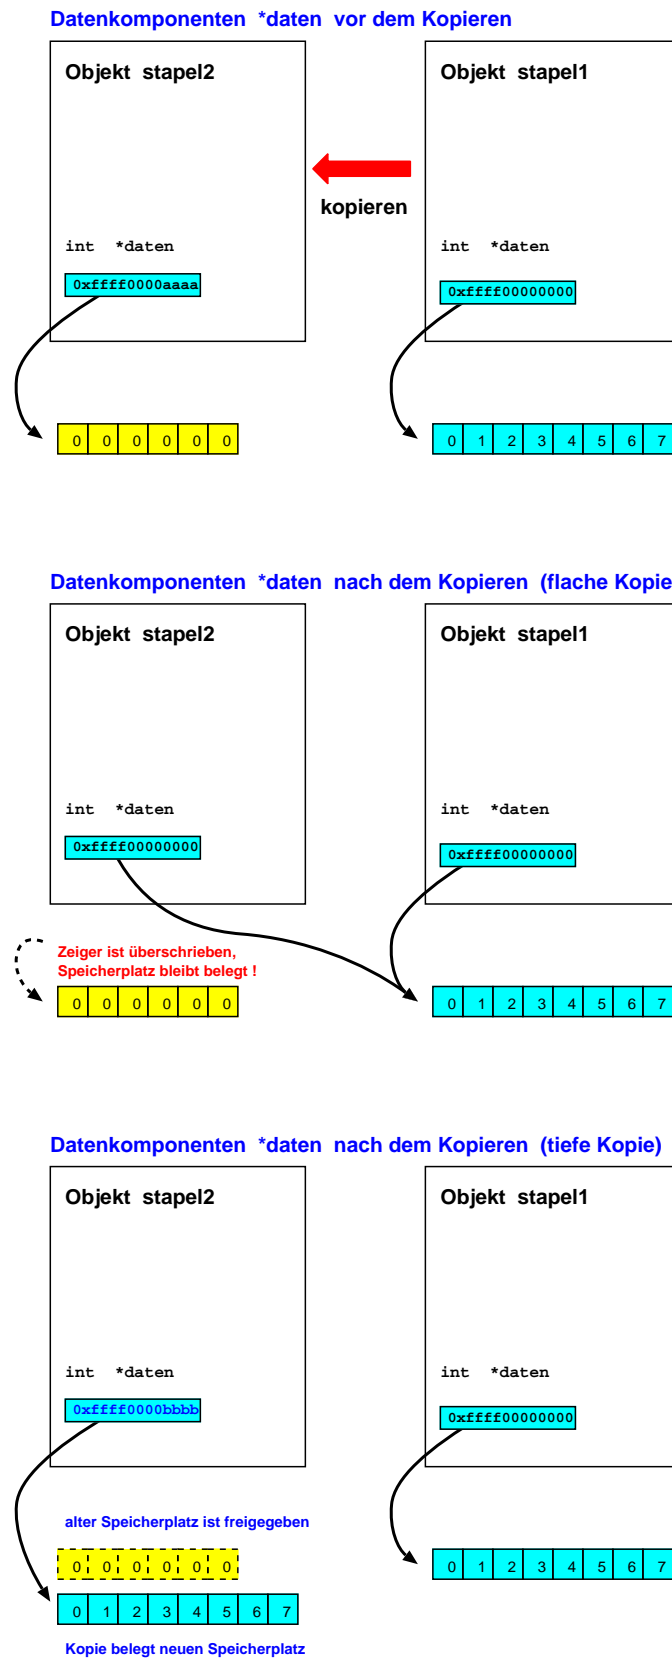 Datenkomponenten *daten vor dem Kopieren
Objekt stapel2 Objekt stapel1
kopieren
int *daten int *daten
0xffff0000aaaa 0xffff00000000
0 0 0 0 0 0 0 1 2 3 4 5 6 7
Datenkomponenten *daten nach dem Kopieren (flache Kopie
Objekt stapel2 Objekt stapel1
int *daten int *daten
0xffff00000000 0xffff00000000
Zeiger ist überschrieben,
Speicherplatz bleibt belegt !
0 0 0 0 0 0 0 1 2 3 4 5 6 7
Datenkomponenten *daten nach dem Kopieren (tiefe Kopie)
Objekt stapel2 Objekt stapel1
int *daten int *daten
0xffff0000bbbb 0xffff00000000
alter Speicherplatz ist freigegeben
0 0 0 0 0 0 0 1 2 3 4 5 6 7
0 1 2 3 4 5 6 7
Kopie belegt neuen Speicherplatz